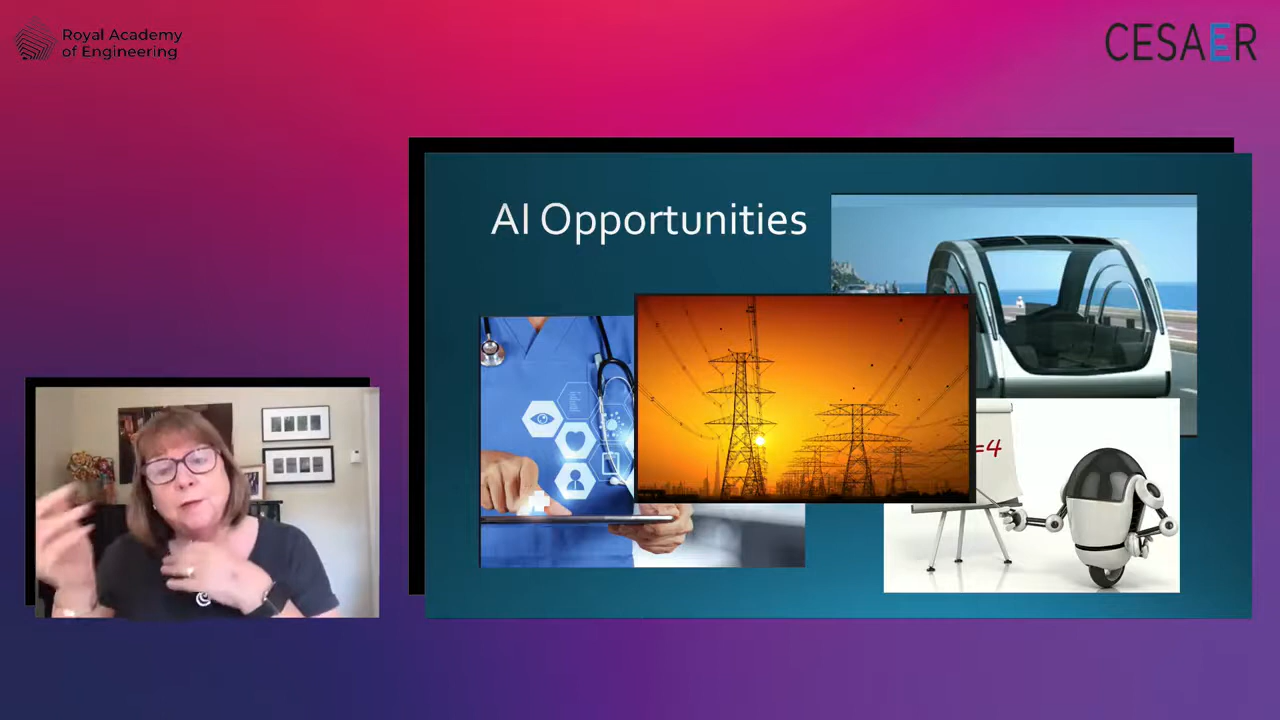 Royal Academy
of Engineering
CESAER
AI Opportunities
=4